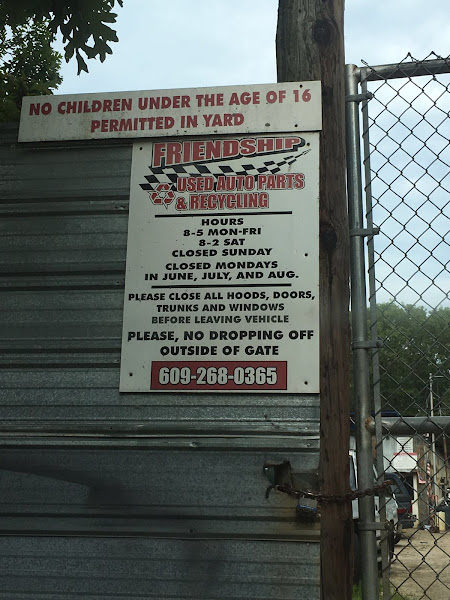 NO CHILDREN UNDER THE AGE OF 16
PERMITTED IN YARD
FRIENDSHIP
USED AUTO PARTS
& RECYCLING
HOURS
8-5 MON-FRI
8-2 SAT
CLOSED SUNDAY
CLOSED MONDAYS
IN JUNE, JULY, AND AUG.
PLEASE CLOSE ALL HOODS, DOORS,
TRUNKS AND WINDOWS
BEFORE LEAVING VEHICLE
PLEASE, NO DROPPING OFF
OUTSIDE OF GATE
609-268-0365